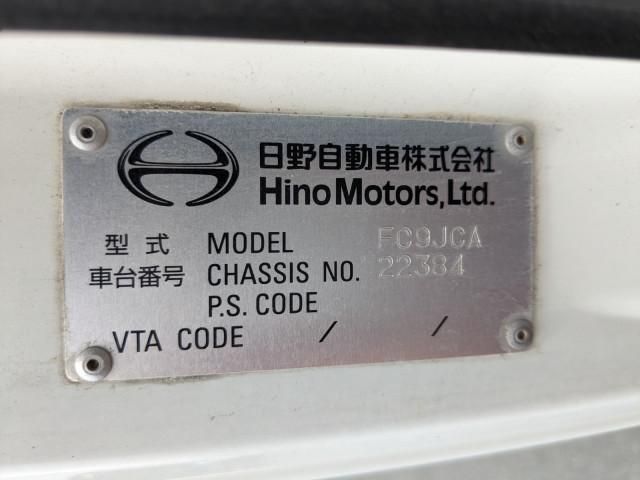 日野自動車株式会社
Hino Motors, Ltd.
型式 MODEL FC9JCA
車台番号 CHASSIS NO. 22384
P.S. CODE
VTA CODE / /